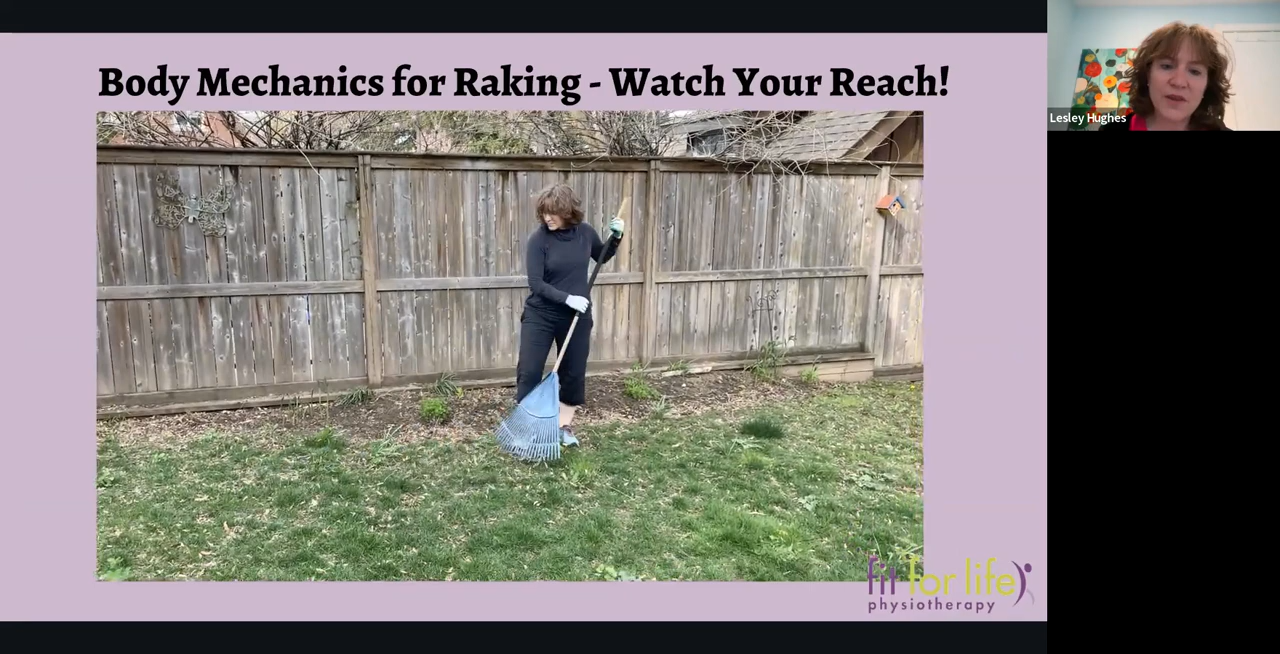 Body Mechanics for Raking - Watch Your Reach!
Lesley Hughes
fit for life
physiotherapy